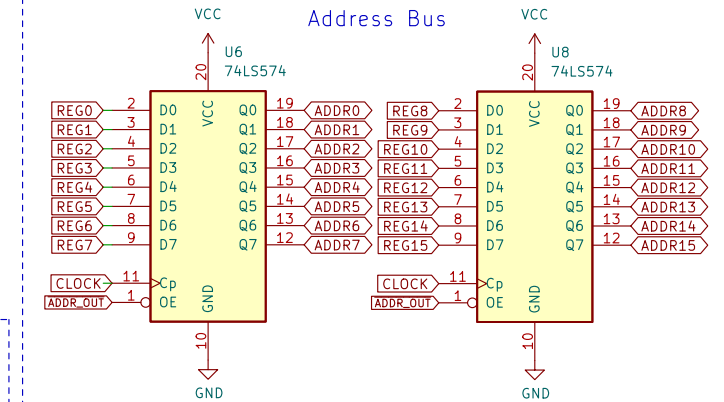 Address Bus
VCC
U6
74LS574
20
VCC
REG0 2 D0 Q0 19 ADDR0
REG1 3 D1 Q1 18 ADDR1
REG2 4 D2 Q2 17 ADDR2
REG3 5 D3 Q3 16 ADDR3
REG4 6 D4 Q4 15 ADDR4
REG5 7 D5 Q5 14 ADDR5
REG6 8 D6 Q6 13 ADDR6
REG7 9 D7 Q7 12 ADDR7
CLOCK 11 Cp
ADDR_OUT 1 OE
GND
10
GND
VCC
U8
74LS574
20
VCC
REG8 2 D0 Q0 19 ADDR8
REG9 3 D1 Q1 18 ADDR9
REG10 4 D2 Q2 17 ADDR10
REG11 5 D3 Q3 16 ADDR11
REG12 6 D4 Q4 15 ADDR12
REG13 7 D5 Q5 14 ADDR13
REG14 8 D6 Q6 13 ADDR14
REG15 9 D7 Q7 12 ADDR15
CLOCK 11 Cp
ADDR_OUT 1 OE
GND
10
GND